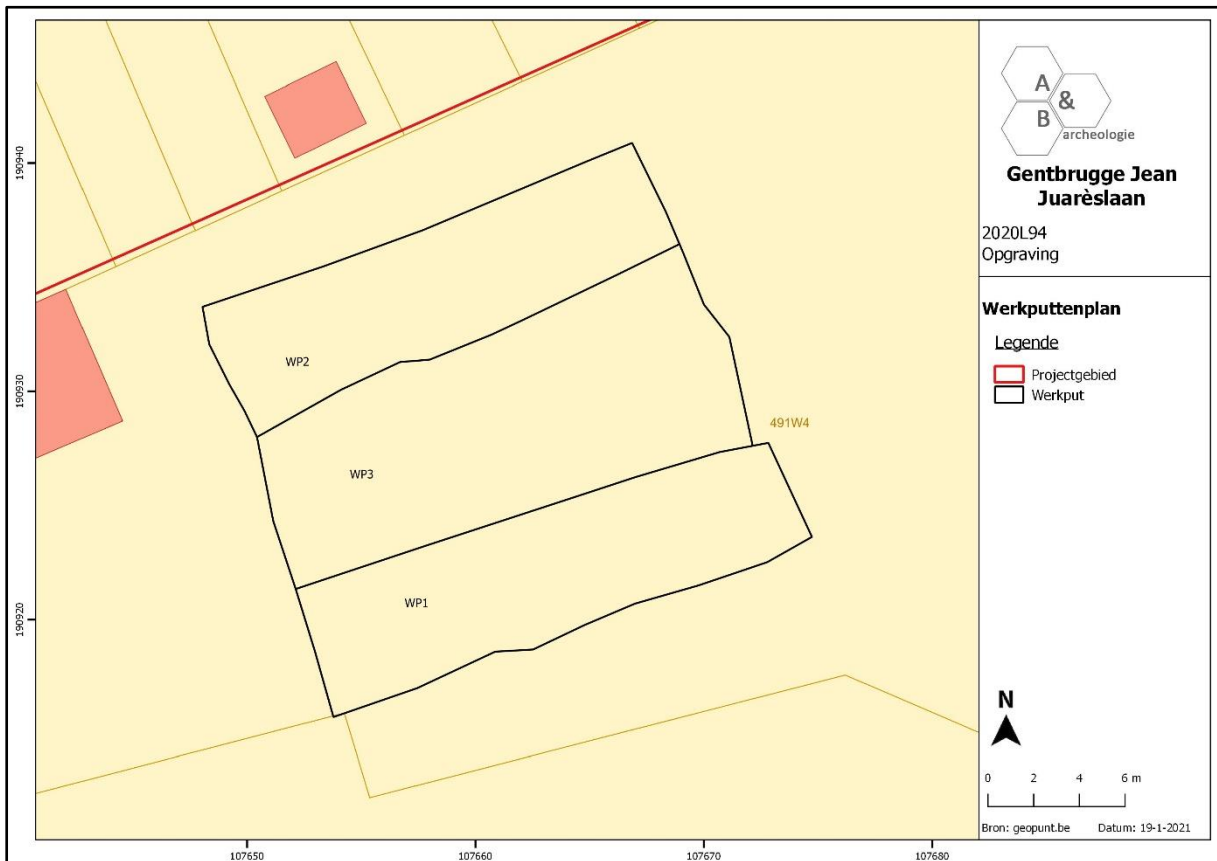 A
&
B
archeologie
Gentbrugge Jean
Juarèslaan
2020L94
Opgraving
Werkputtenplan
Legende
Projectgebied
Werkput
N
0 2 4 6 m
Bron: geopunt.be Datum: 19-1-2021
190940
190930
190920
WP2
WP3
WP1
491W4
107650 107660 107670 107680